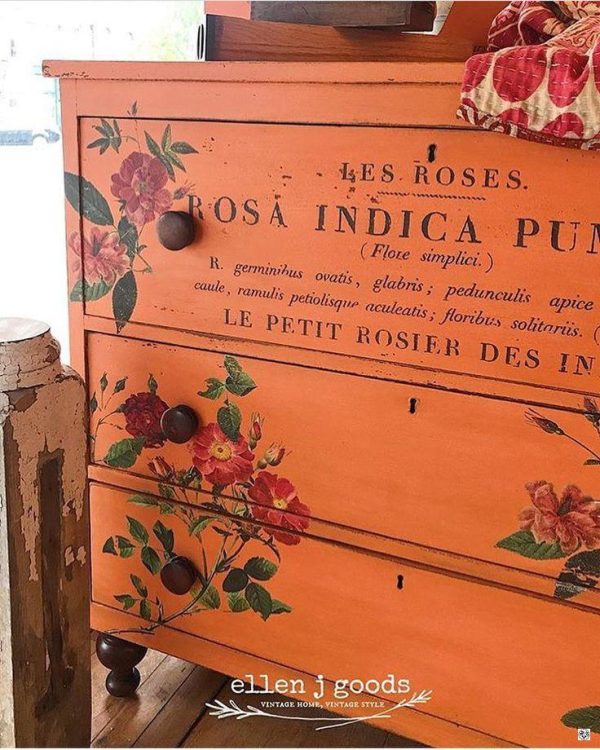 LES ROSES.
ROSA INDICA PUM
(Flore simplici.)
R. germinibus ovatis, glabris; pedunculis apice
caule, ramulis petiolisque aculeatis; floribus solitariis. (
LE PETIT ROSIER DES IN
ellen j goods
VINTAGE HOME, VINTAGE STYLE